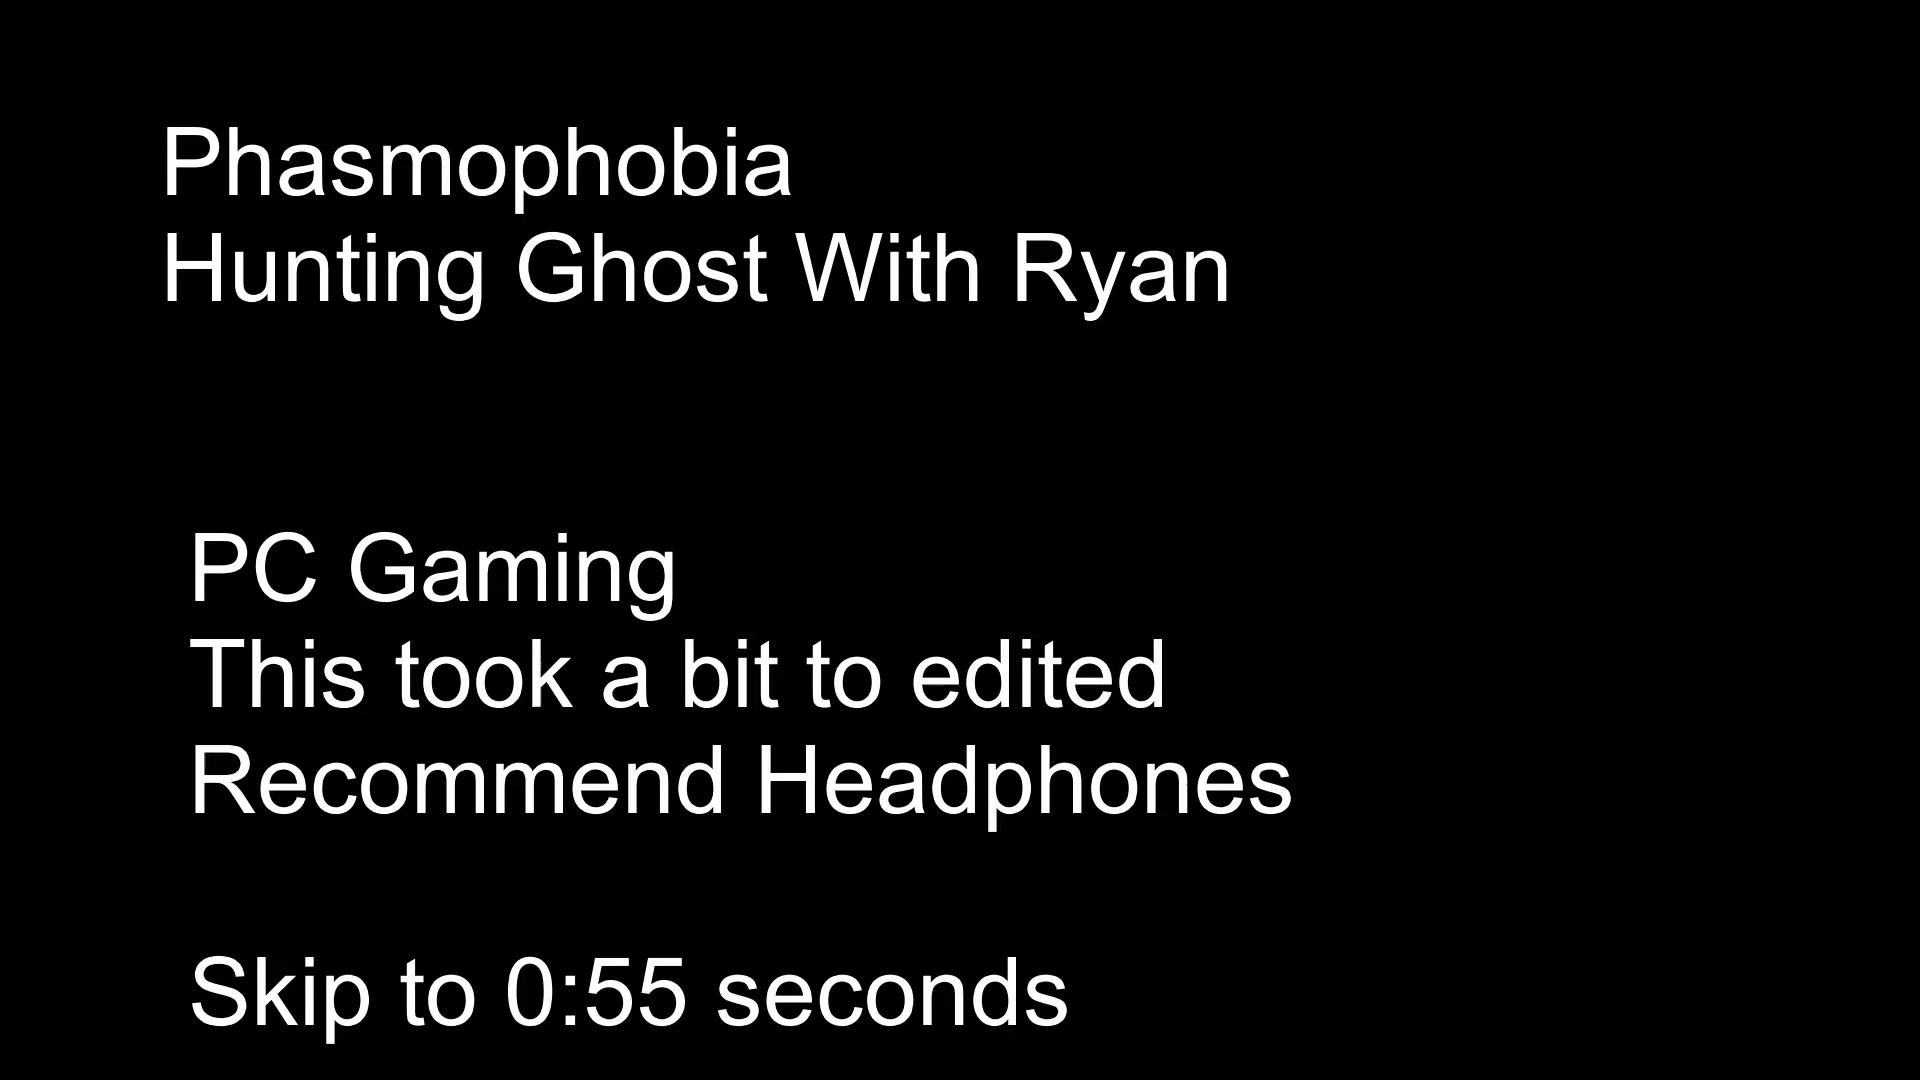 Phasmophobia
Hunting Ghost With Ryan
PC Gaming
This took a bit to edited
Recommend Headphones
Skip to 0:55 seconds